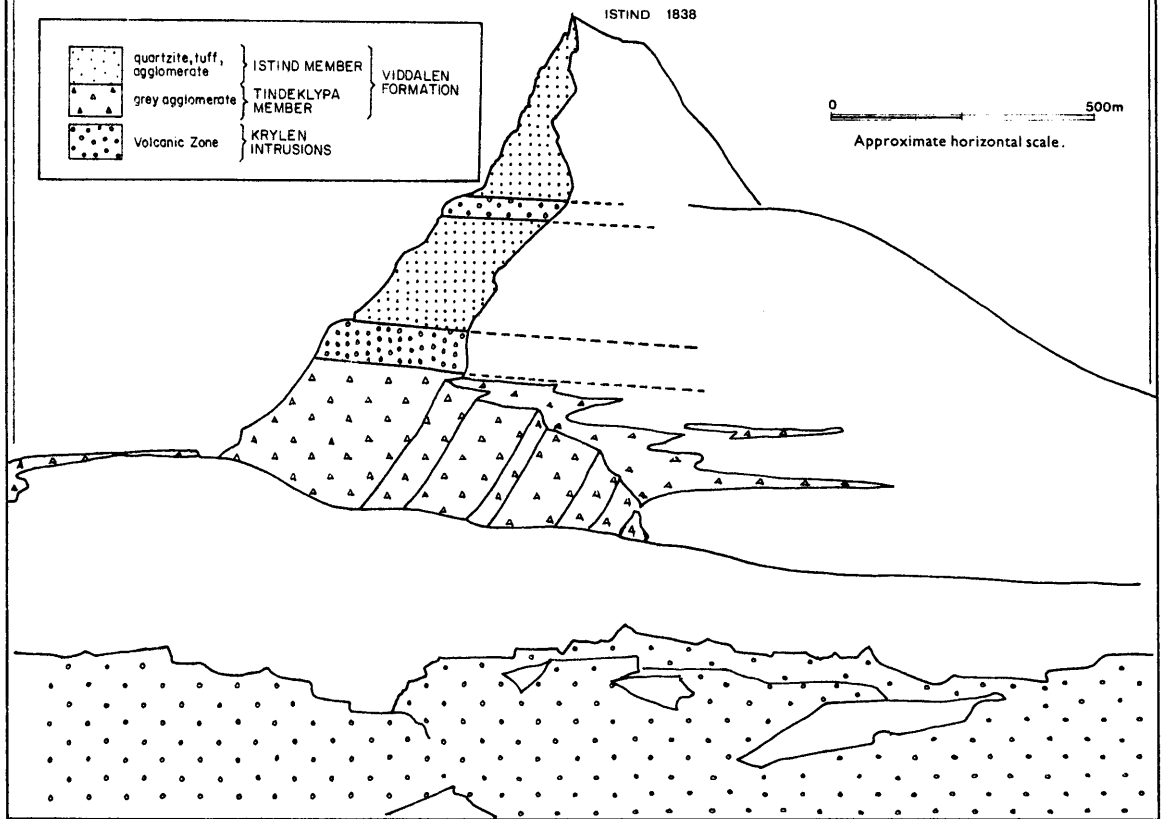 ISTIND 1838
quartzite, tuff,
agglomerate
ISTIND MEMBER
grey agglomerate
TINDEKLYPA
MEMBER
VIDDALEN
FORMATION
Volcanic Zone
KRYLEN
INTRUSIONS
0 500m
Approximate horizontal scale.